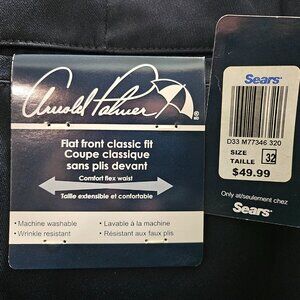 Arnold Palmer ®
Flat front classic fit
Coupe classique
sans plis devant
Comfort flex waist
Taille extensible et confortable
• Machine washable
• Wrinkle resistant
• Lavable à la machine
• Résistant aux faux plis
Sears
D33 M77346 320
SIZE
TAILLE
32
$49.99
Only at/seulement chez
Sears